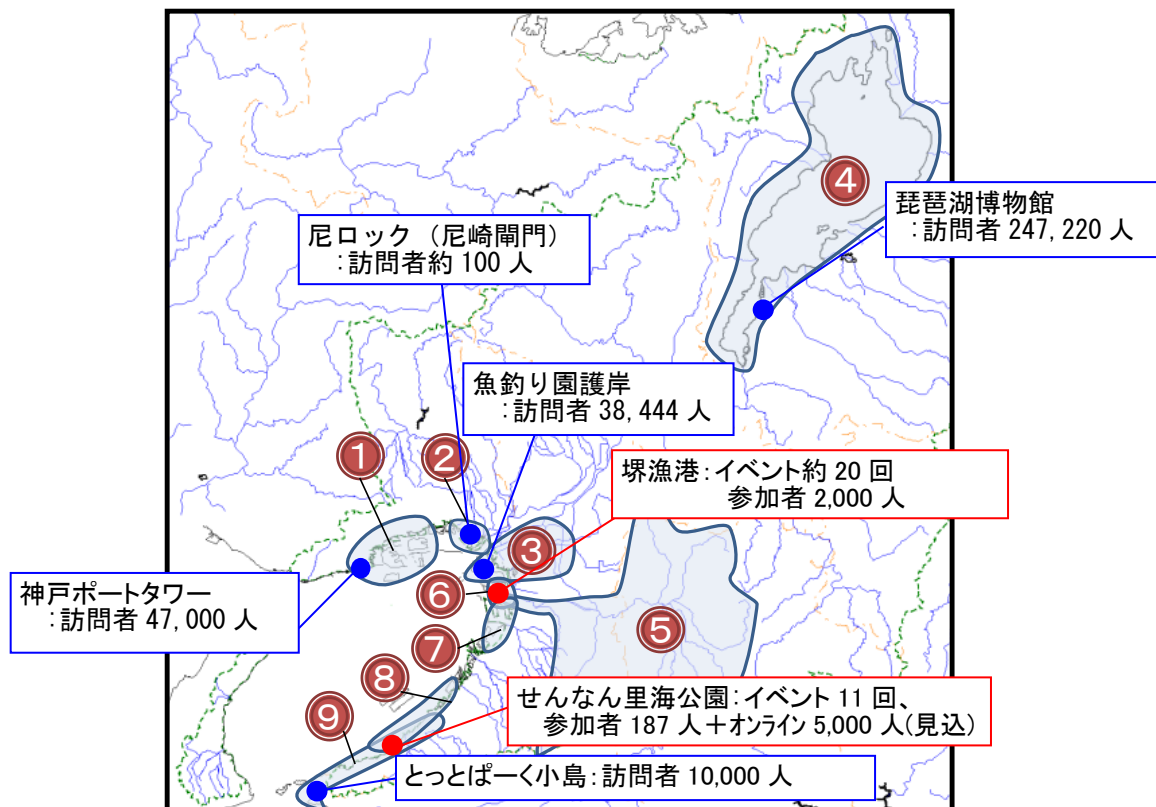 ④
琵琶湖博物館
：訪問者 247,220 人
尼ロック （尼崎閘門）
：訪問者約 100 人
魚釣り園護岸
：訪問者 38,444 人
①
②
堺漁港：イベント約 20 回
参加者 2,000 人
③
神戸ポートタワー
：訪問者 47,000 人
⑥
⑤
⑦
⑧
せんなん里海公園：イベント 11 回、
参加者 187 人＋オンライン 5,000 人(見込)
⑨
とっとぱーく小島：訪問者 10,000 人